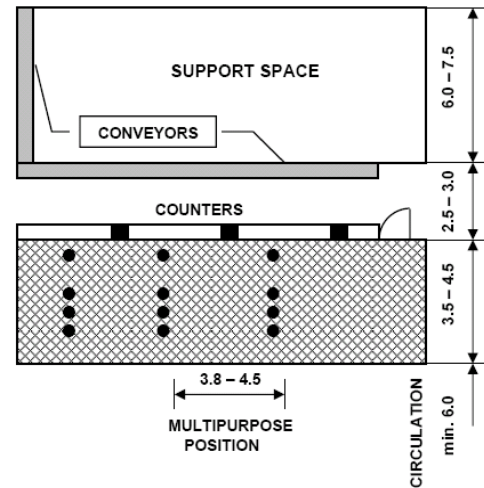 SUPPORT SPACE
CONVEYORS
6.0 – 7.5
COUNTERS
2.5 – 3.0
3.5 – 4.5
3.8 – 4.5
MULTIPURPOSE
POSITION
CIRCULATION
min. 6.0